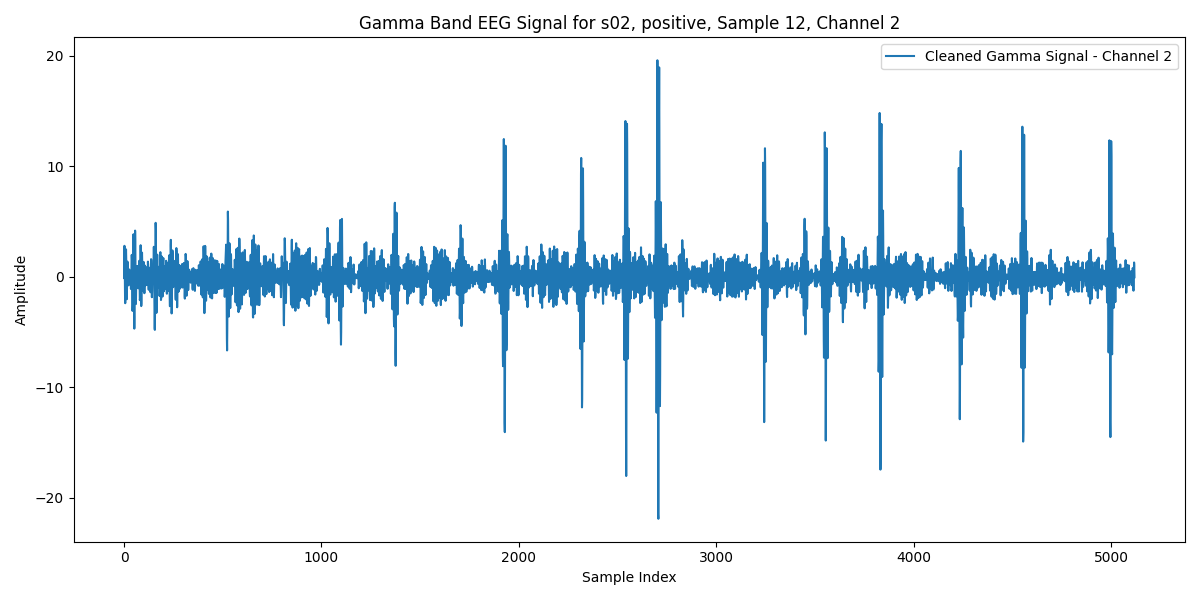 Gamma Band EEG Signal for s02, positive, Sample 12, Channel 2
Cleaned Gamma Signal - Channel 2
Amplitude
20
10
0
−10
−20
0 1000 2000 3000 4000 5000
Sample Index